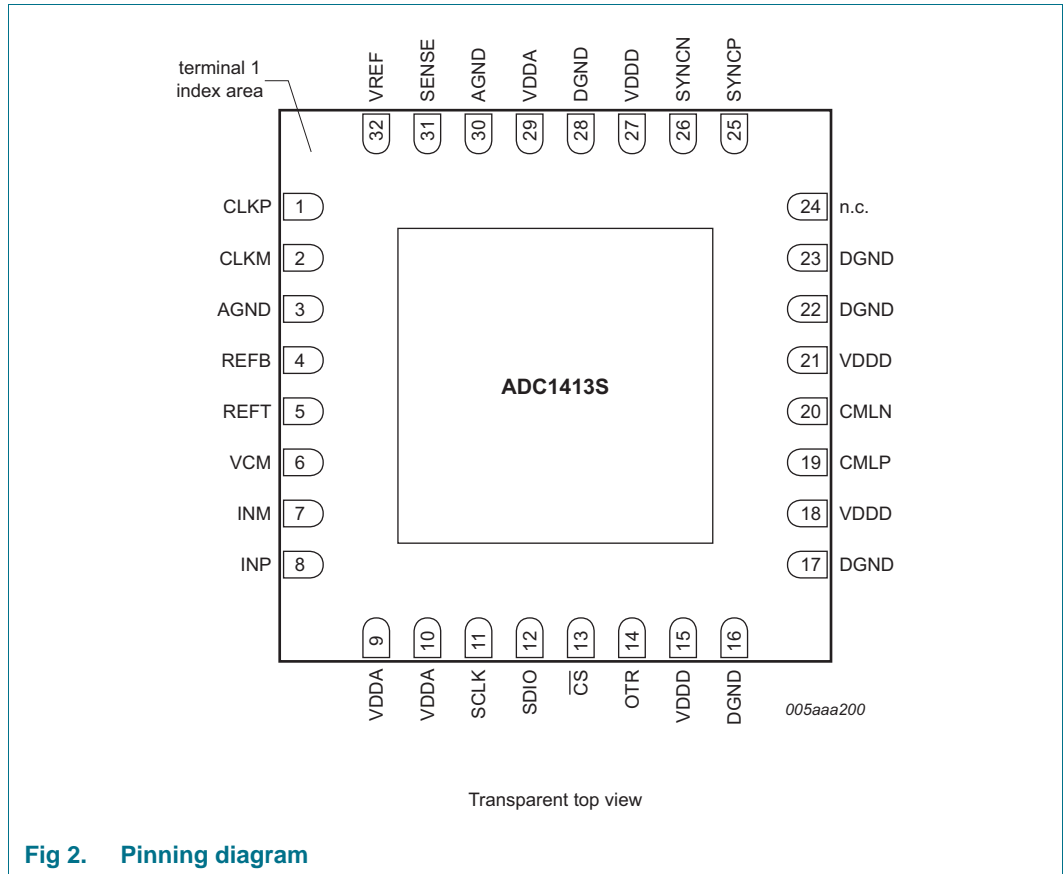 terminal 1
index area
VREF
SENSE
AGND
VDDA
DGND
VDDD
SYNCN
SYNCP
32
31
30
29
28
27
26
25
CLKP 1
CLKM 2
AGND 3
REFB 4
REFT 5
VCM 6
INM 7
INP 8
ADC1413S
24 n.c.
23 DGND
22 DGND
21 VDDD
20 CMLN
19 CMLP
18 VDDD
17 DGND
9
10
11
12
13
14
15
16
VDDA
VDDA
SCLK
SDIO
C̅S̅
OTR
VDDD
DGND
005aaa200
Transparent top view
Fig 2. Pinning diagram